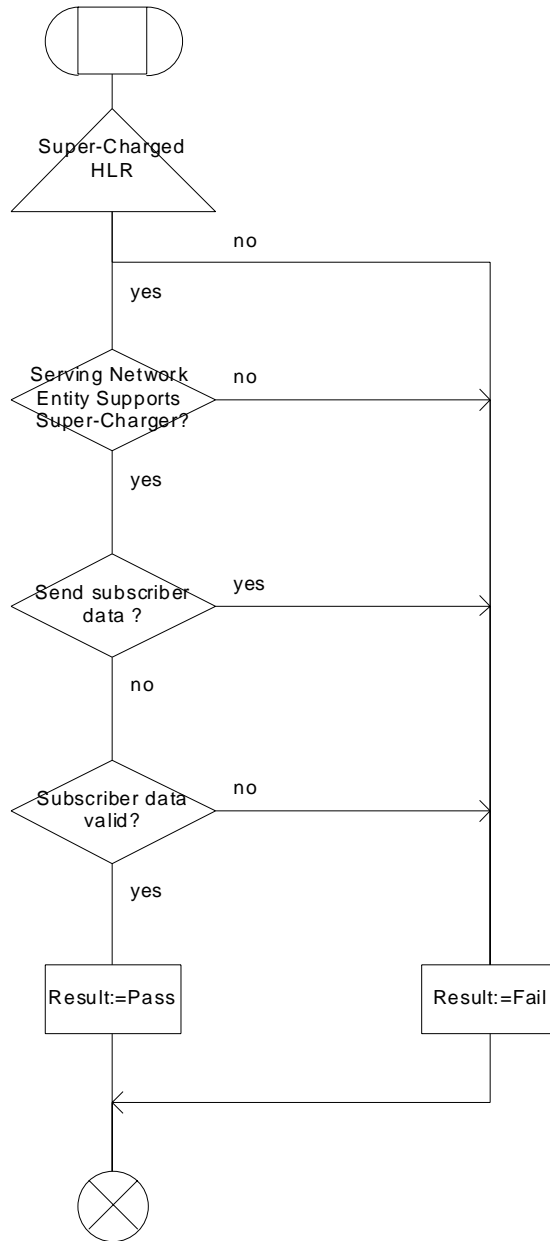 Super-Charged
HLR
no
yes
Serving Network
Entity Supports
Super-Charger?
no
yes
Send subscriber
data ?
yes
no
Subscriber data
valid?
no
yes
Result:=Pass
Result:=Fail